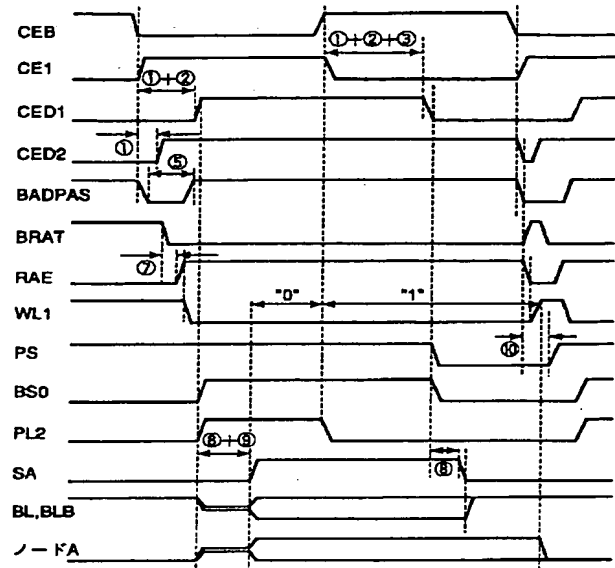 CEB
①+②+③
CE1
①+②
CED1
①
CED2
⑤
BADPAS
BRAT
⑦
RAE
"0"
"1"
WL1
⑩
PS
BS0
PL2
⑧+⑨
⑧
SA
BL,BLB
ノードA